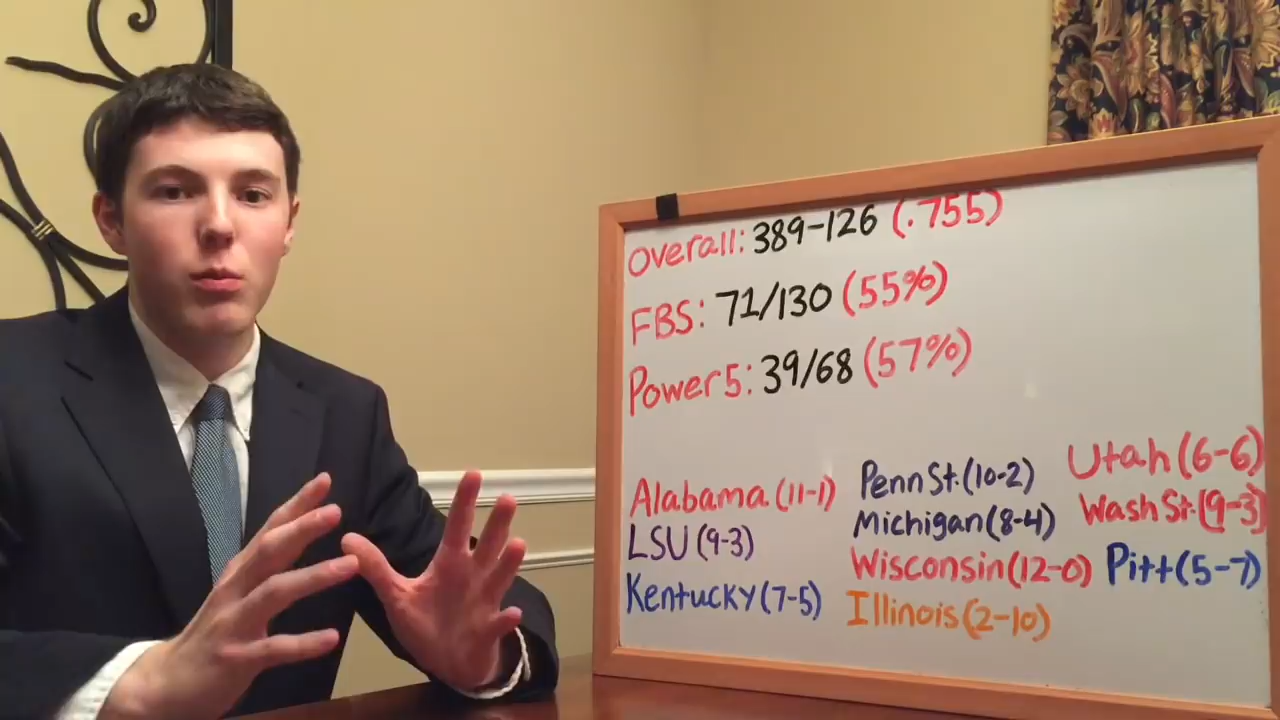 Overall: 389-126 (.755)
FBS: 71/130 (55%)
Power5: 39/68 (57%)
Alabama (11-1)
LSU (9-3)
Kentucky (7-5)
Penn St. (10-2)
Michigan (8-4)
Wisconsin (12-0)
Illinois (2-10)
Utah (6-6)
Wash St. (9-3)
Pitt (5-7)